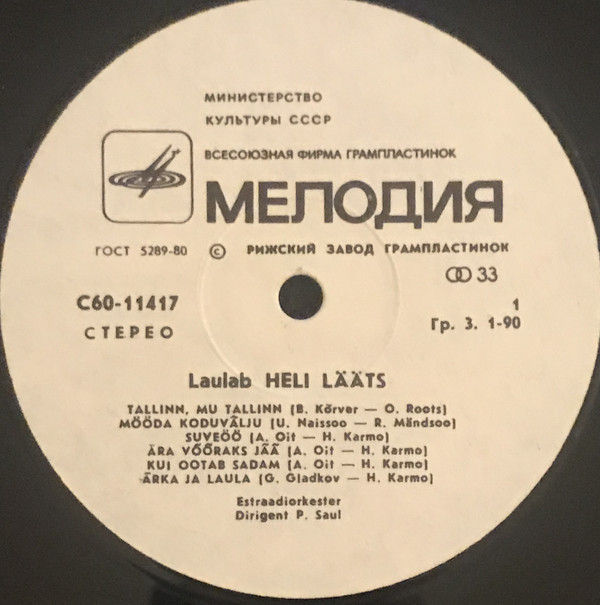 МИНИСТЕРСТВО
КУЛЬТУРЫ СССР
ВСЕСОЮЗНАЯ ФИРМА ГРАМПЛАСТИНОК
МЕЛОДИЯ
ГОСТ 5289-80 © РИЖСКИЙ ЗАВОД ГРАМПЛАСТИНОК
33
С60-11417
1
СТЕРЕО
Гр. 3. 1-90
Laulab HELI LÄÄTS
TALLINN, MU TALLINN (B. Kõrver — O. Roots)
MÖÖDA KODUVÄLJU (U. Naissoo — R. Mändsoo)
SUVEÖÖ (A. Oit — H. Karmo)
ÄRA VÕÕRAKS JÄÄ (A. Oit — H. Karmo)
KUI OOTAB SADAM (A. Oit — H. Karmo)
ÄRKA JA LAULA (G. Gladkov — H. Karmo)
Estraadiorkester
Dirigent P. Saul